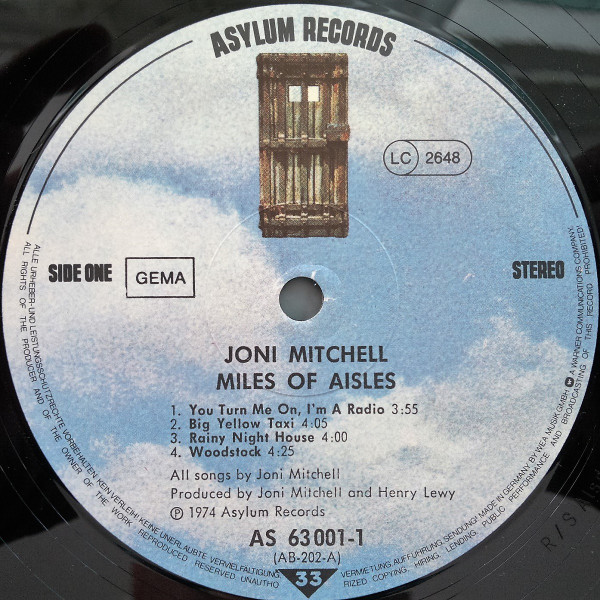 ASYLUM RECORDS
LC 2648
SIDE ONE
GEMA
STEREO
JONI MITCHELL
MILES OF AISLES
1. You Turn Me On, I'm A Radio 3:55
2. Big Yellow Taxi 4:05
3. Rainy Night House 4:00
4. Woodstock 4:25
All songs by Joni Mitchell
Produced by Joni Mitchell and Henry Lewy
℗ 1974 Asylum Records
AS 63001-1
(AB-202-A)
33
ALLE URHEBER- UND LEISTUNGSSCHUTZRECHTE VORBEHALTEN. KEIN VERLEIH! KEINE UNERLAUBTE VERVIELFÄLTIGUNG, VERMIETUNG, AUFFÜHRUNG, SENDUNG! MADE IN GERMANY BY WEA MUSIK GMBH A WARNER COMMUNICATIONS COMPANY.
ALL RIGHTS OF THE PRODUCER AND OF THE OWNER OF THE WORK REPRODUCED RESERVED. UNAUTHORIZED COPYING, HIRING, LENDING, PUBLIC PERFORMANCE AND BROADCASTING OF THIS RECORD PROHIBITED!